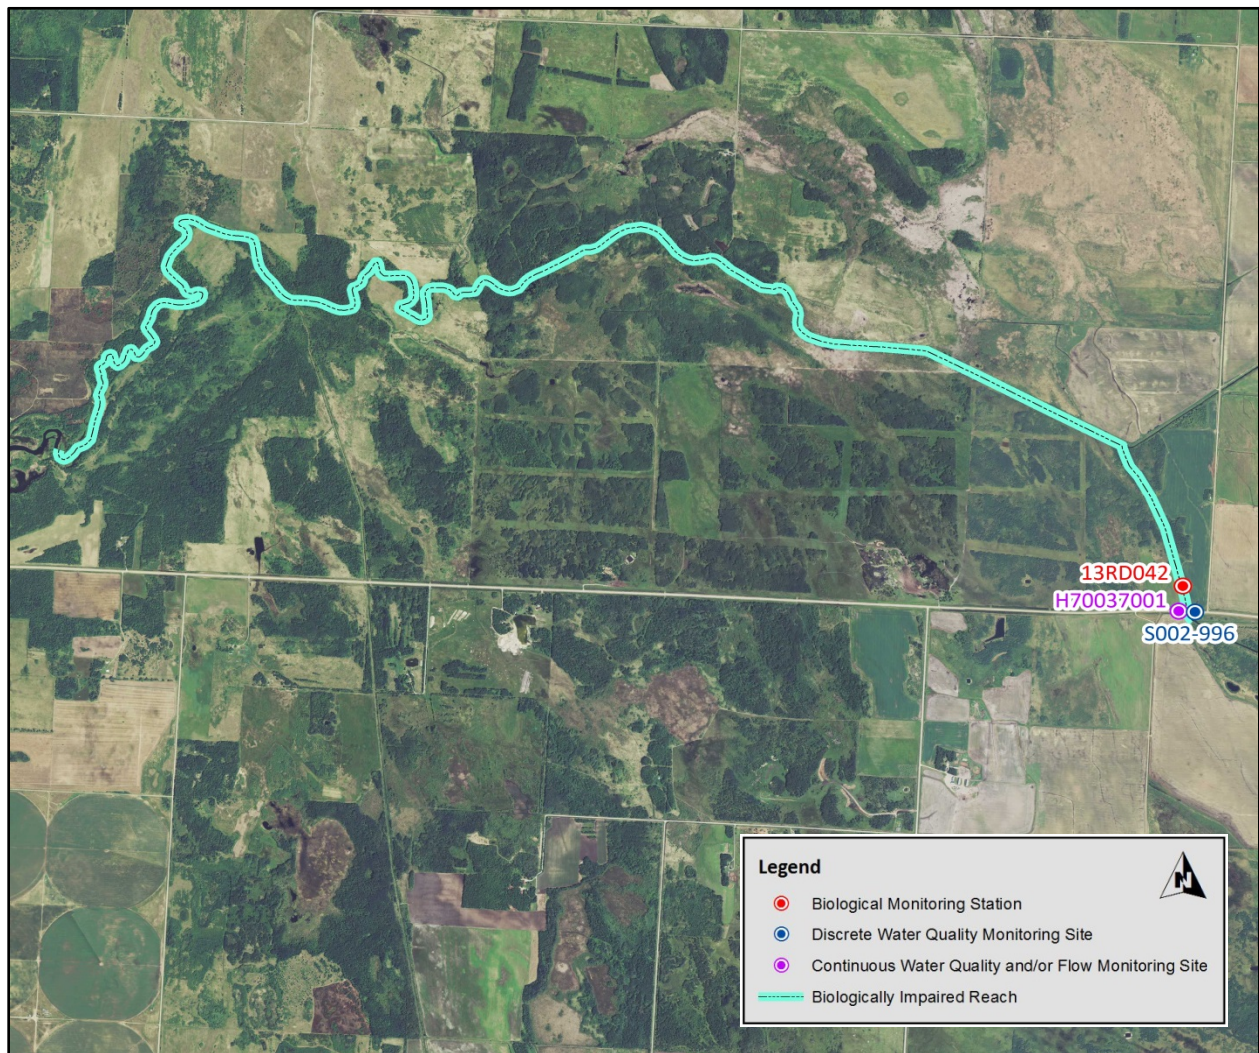 13RD042
H70037001
S002-996
Legend
N
Biological Monitoring Station
Discrete Water Quality Monitoring Site
Continuous Water Quality and/or Flow Monitoring Site
Biologically Impaired Reach